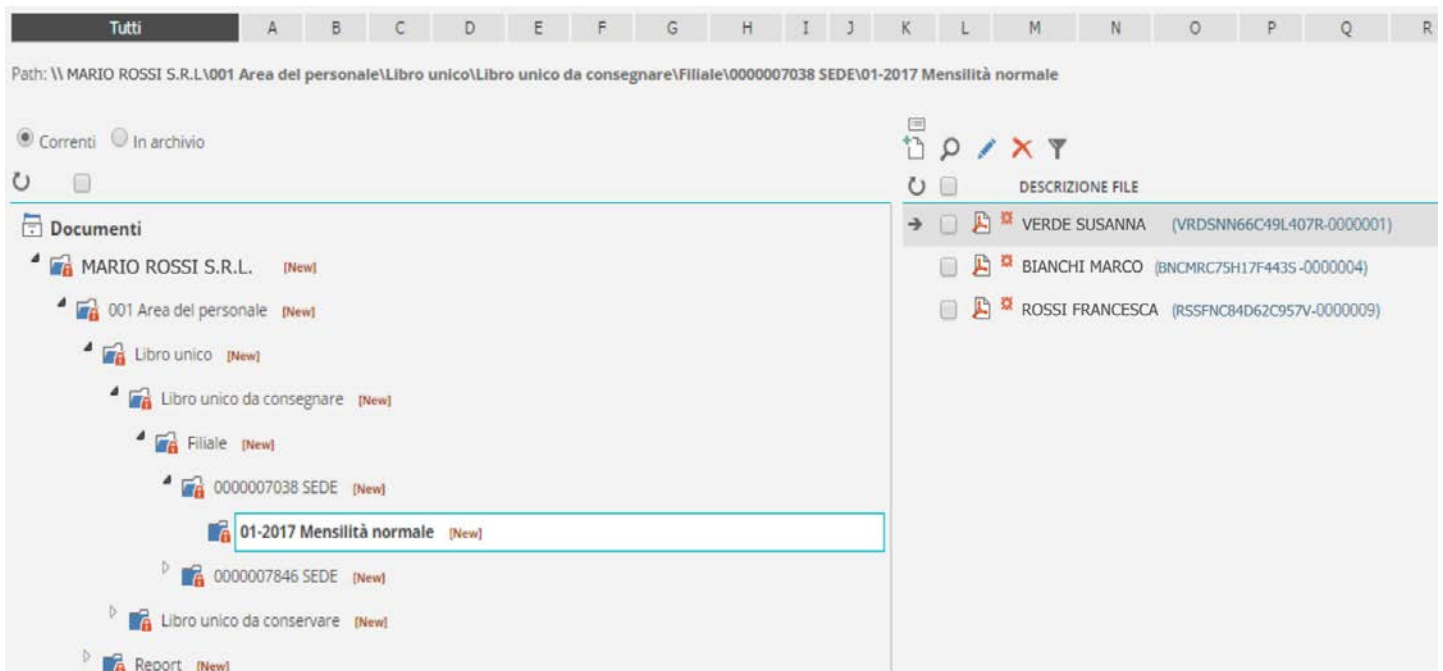 Tutti A B C D E F G H I J K L M N O P Q R
Path: \\ MARIO ROSSI S.R.L\001 Area del personale\Libro unico\Libro unico da consegnare\Filiale\0000007038 SEDE\01-2017 Mensilità normale
Correnti In archivio
DESCRIZIONE FILE
Documenti
MARIO ROSSI S.R.L. [New]
001 Area del personale [New]
Libro unico [New]
Libro unico da consegnare [New]
Filiale [New]
0000007038 SEDE [New]
01-2017 Mensilità normale [New]
0000007846 SEDE [New]
Libro unico da conservare [New]
Report [New]
VERDE SUSANNA (VRDSNN66C49L407R-0000001)
BIANCHI MARCO (BNCMRC75H17F443S-0000004)
ROSSI FRANCESCA (RSSFNC84D62C957V-0000009)